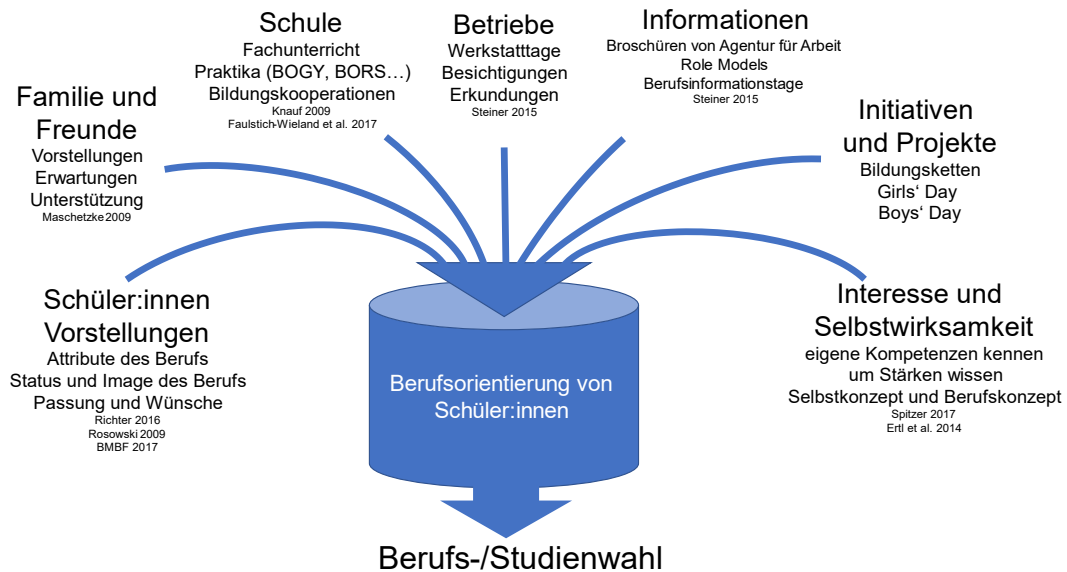 Schüler:innen
Vorstellungen
Attribute des Berufs
Status und Image des Berufs
Passung und Wünsche
Richter 2016
Rosowski 2009
BMBF 2017
Familie und
Freunde
Vorstellungen
Erwartungen
Unterstützung
Maschetzke 2009
Schule
Fachunterricht
Praktika (BOGY, BORS…)
Bildungskooperationen
Knauf 2009
Faulstich-Wieland et al. 2017
Betriebe
Werkstatttage
Besichtigungen
Erkundungen
Steiner 2015
Informationen
Broschüren von Agentur für Arbeit
Role Models
Berufsinformationstage
Steiner 2015
Initiativen
und Projekte
Bildungsketten
Girls‘ Day
Boys‘ Day
Interesse und
Selbstwirksamkeit
eigene Kompetenzen kennen
um Stärken wissen
Selbstkonzept und Berufskonzept
Spitzer 2017
Ertl et al. 2014
Berufsorientierung von
Schüler:innen
Berufs-/Studienwahl